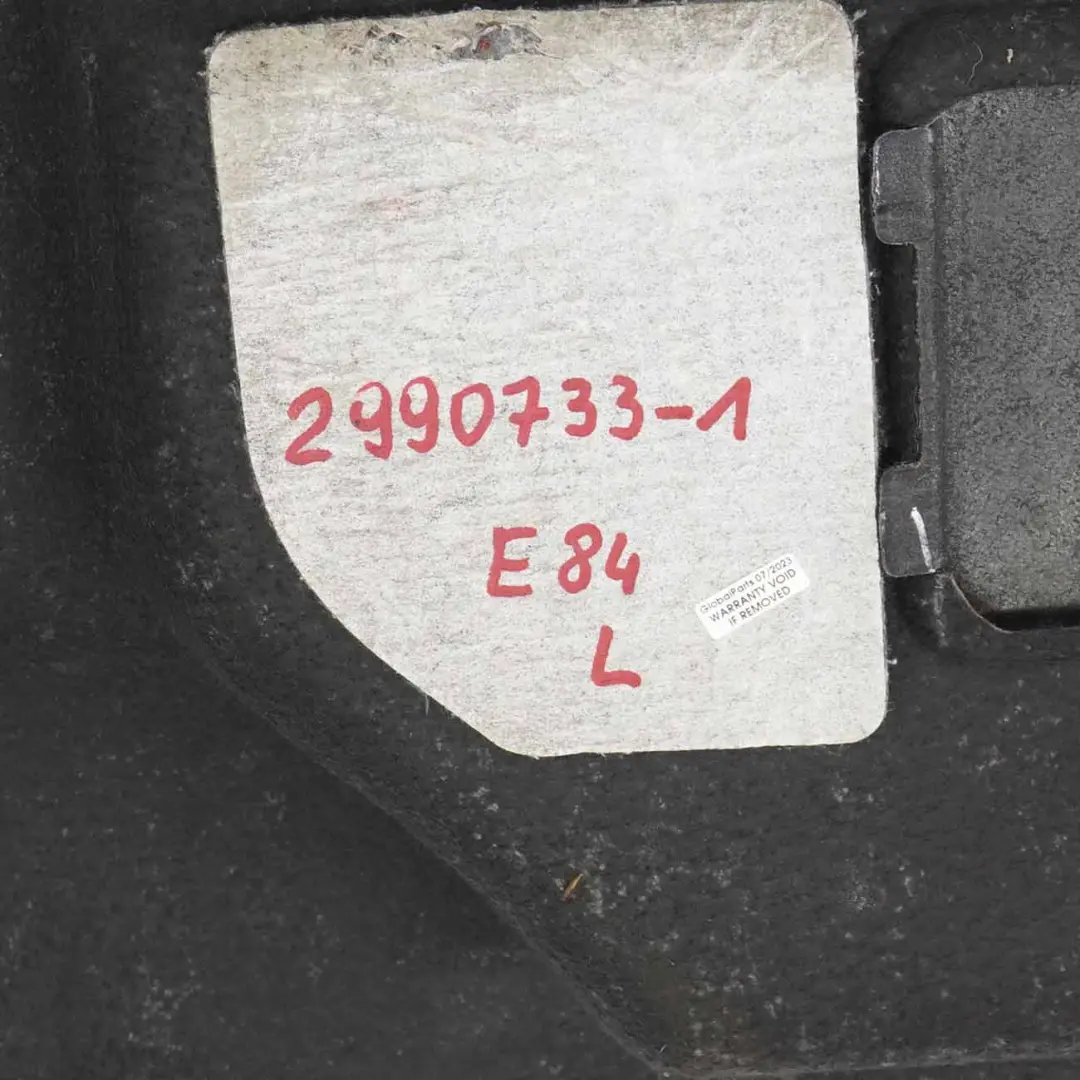 2990733-1
E84
L
GlobalParts 07/2023
WARRANTY VOID
IF REMOVED